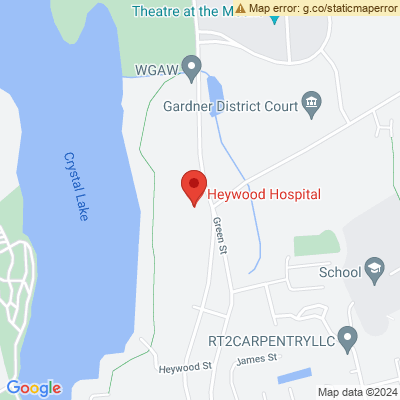 Theatre at the M
Map error: g.co/staticmaperror
WGAW
Gardner District Court
Crystal Lake
Heywood Hospital
Green St
School
RT2CARPENTRYLLC
Heywood St
James St
Google
Map data ©2024